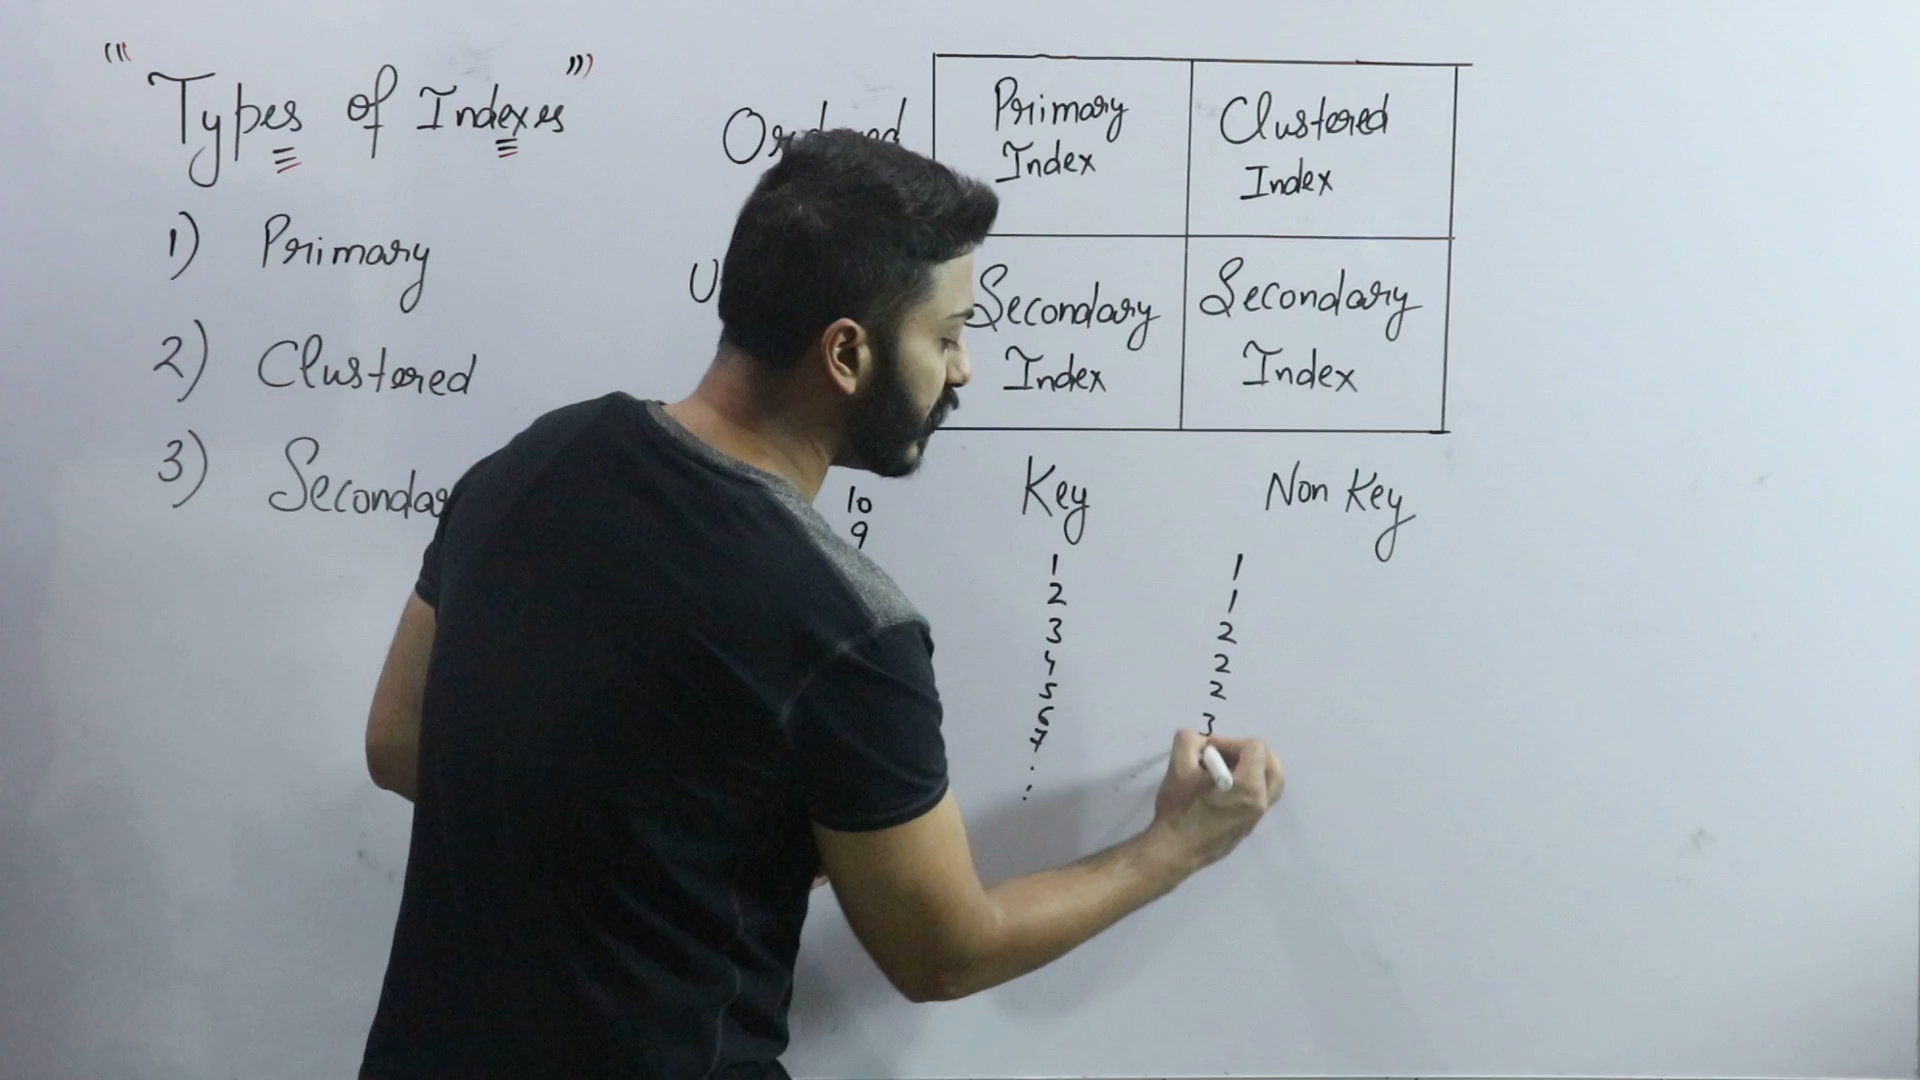 "Types of Indexes"
1) Primary
2) Clustered
3)
Primary
Index
Clustered
Index
Secondary
Index
Secondary
Index
Key
Non Key
10
9
1
2
3
4
5
6
7
.
.
1
1
2
2
2
3